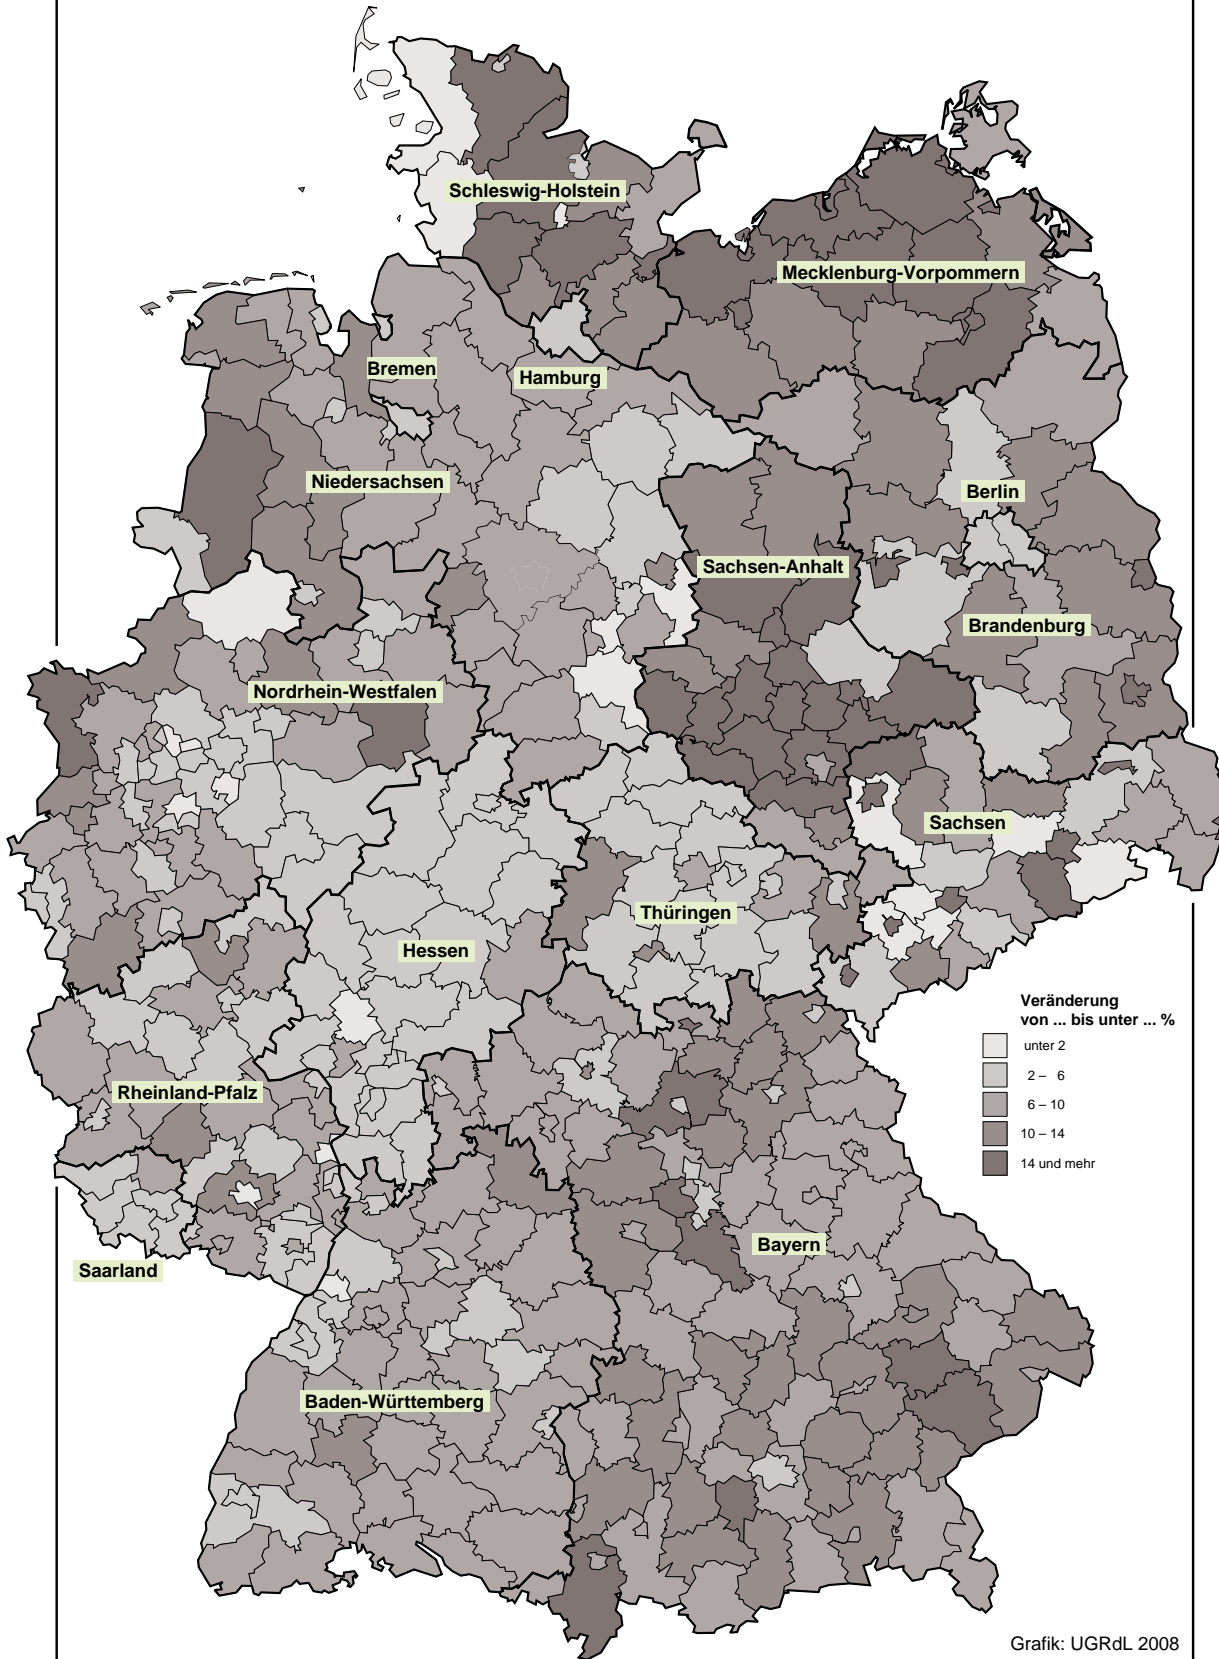 Schleswig-Holstein
Mecklenburg-Vorpommern
Bremen
Hamburg
Niedersachsen
Berlin
Sachsen-Anhalt
Brandenburg
Nordrhein-Westfalen
Sachsen
Thüringen
Hessen
Veränderung
von ... bis unter ... %
unter 2
2 – 6
6 – 10
10 – 14
14 und mehr
Rheinland-Pfalz
Bayern
Saarland
Baden-Württemberg
Grafik: UGRdL 2008